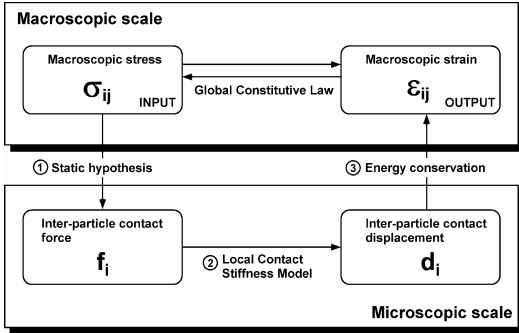 Macroscopic scale
Macroscopic stress
σij
INPUT
Global Constitutive Law
Macroscopic strain
εij
OUTPUT
① Static hypothesis
③ Energy conservation
Inter-particle contact
force
fi
② Local Contact
Stiffness Model
Inter-particle contact
displacement
di
Microscopic scale